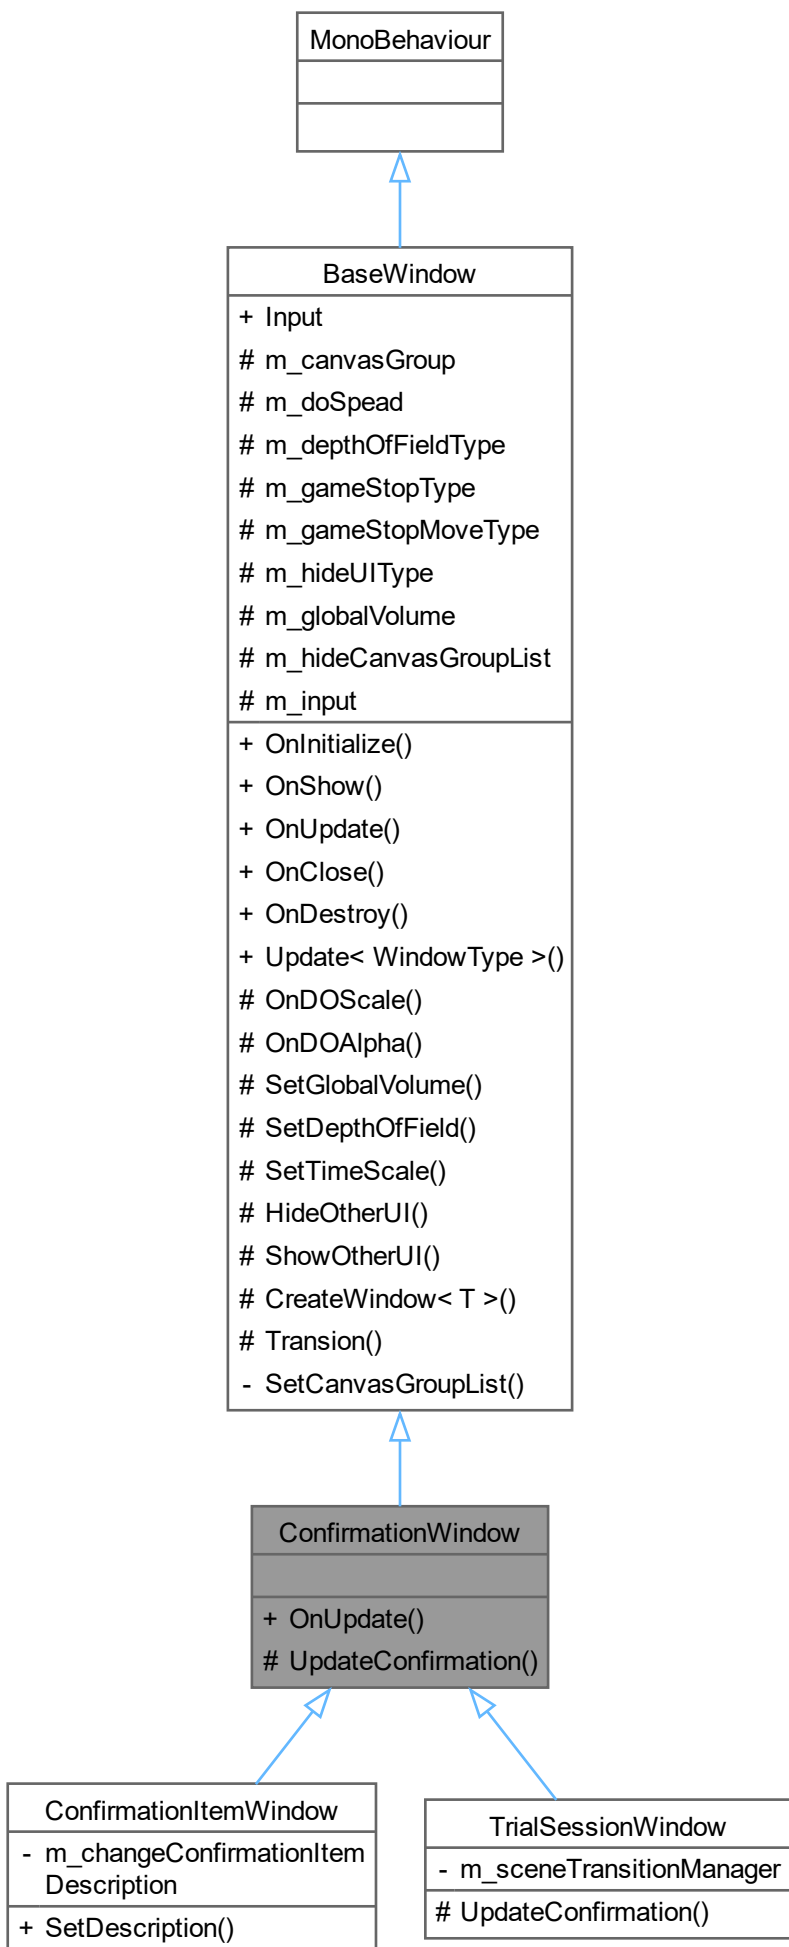 MonoBehaviour
BaseWindow
+ Input
# m_canvasGroup
# m_doSpead
# m_depthOfFieldType
# m_gameStopType
# m_gameStopMoveType
# m_hideUIType
# m_globalVolume
# m_hideCanvasGroupList
# m_input
+ OnInitialize()
+ OnShow()
+ OnUpdate()
+ OnClose()
+ OnDestroy()
+ Update< WindowType >()
# OnDOScale()
# OnDOAlpha()
# SetGlobalVolume()
# SetDepthOfField()
# SetTimeScale()
# HideOtherUI()
# ShowOtherUI()
# CreateWindow< T >()
# Transion()
- SetCanvasGroupList()
ConfirmationWindow
+ OnUpdate()
# UpdateConfirmation()
ConfirmationItemWindow
- m_changeConfirmationItem
Description
+ SetDescription()
TrialSessionWindow
- m_sceneTransitionManager
# UpdateConfirmation()